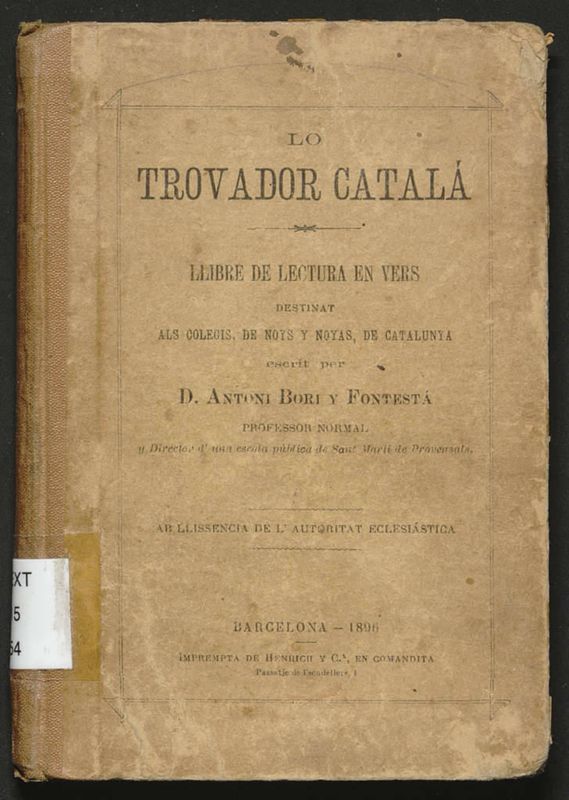 LO
TROVADOR CATALÁ
LLIBRE DE LECTURA EN VERS
DESTINAT
ALS COLEGIS, DE NOYS Y NOYAS, DE CATALUNYA
escrit per
D. ANTONI BORI Y FONTESTÁ
PROFESSOR NORMAL
y Director d' una escola pública de Sant Martí de Provensals.
AB LLISSENCIA DE L' AUTORITAT ECLESIÁSTICA
BARCELONA – 1896
IMPREMPTA DE HENRICH Y C.ª, EN COMANDITA
Passatje de Escudellers, 4
EXT
5
54